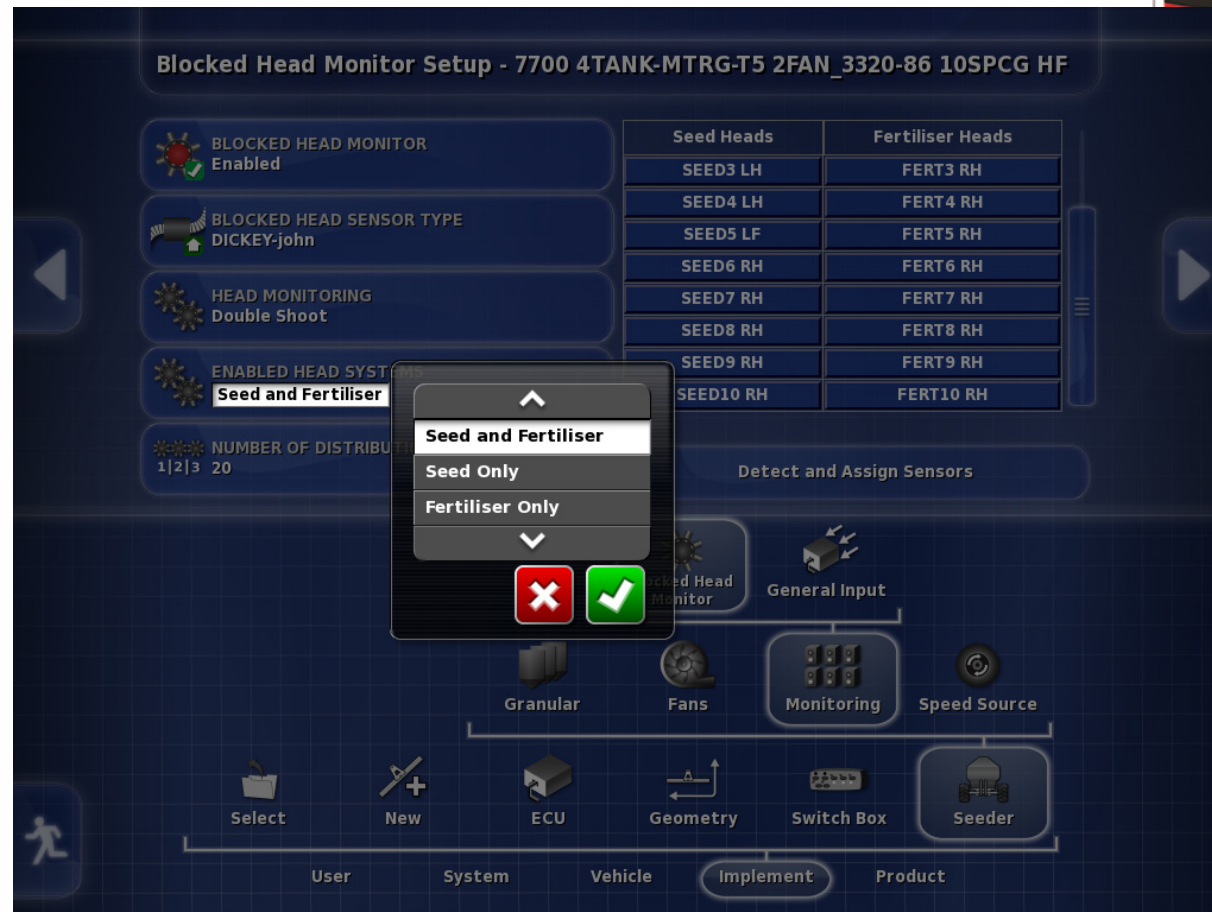 Blocked Head Monitor Setup - 7700 4TANK-MTRG-T5 2FAN_3320-86 10SPCG HF
BLOCKED HEAD MONITOR
Enabled
BLOCKED HEAD SENSOR TYPE
DICKEY-john
HEAD MONITORING
Double Shoot
ENABLED HEAD SYSTEMS
Seed and Fertiliser
NUMBER OF DISTRIBUT
1|2|3 20
Seed Heads Fertiliser Heads
SEED3 LH FERT3 RH
SEED4 LH FERT4 RH
SEED5 LF FERT5 RH
SEED6 RH FERT6 RH
SEED7 RH FERT7 RH
SEED8 RH FERT8 RH
SEED9 RH FERT9 RH
SEED10 RH FERT10 RH
Detect and Assign Sensors
Seed and Fertiliser
Seed Only
Fertiliser Only
ocked Head
Monitor
General Input
Granular Fans Monitoring Speed Source
Select New ECU Geometry Switch Box Seeder
User System Vehicle Implement Product